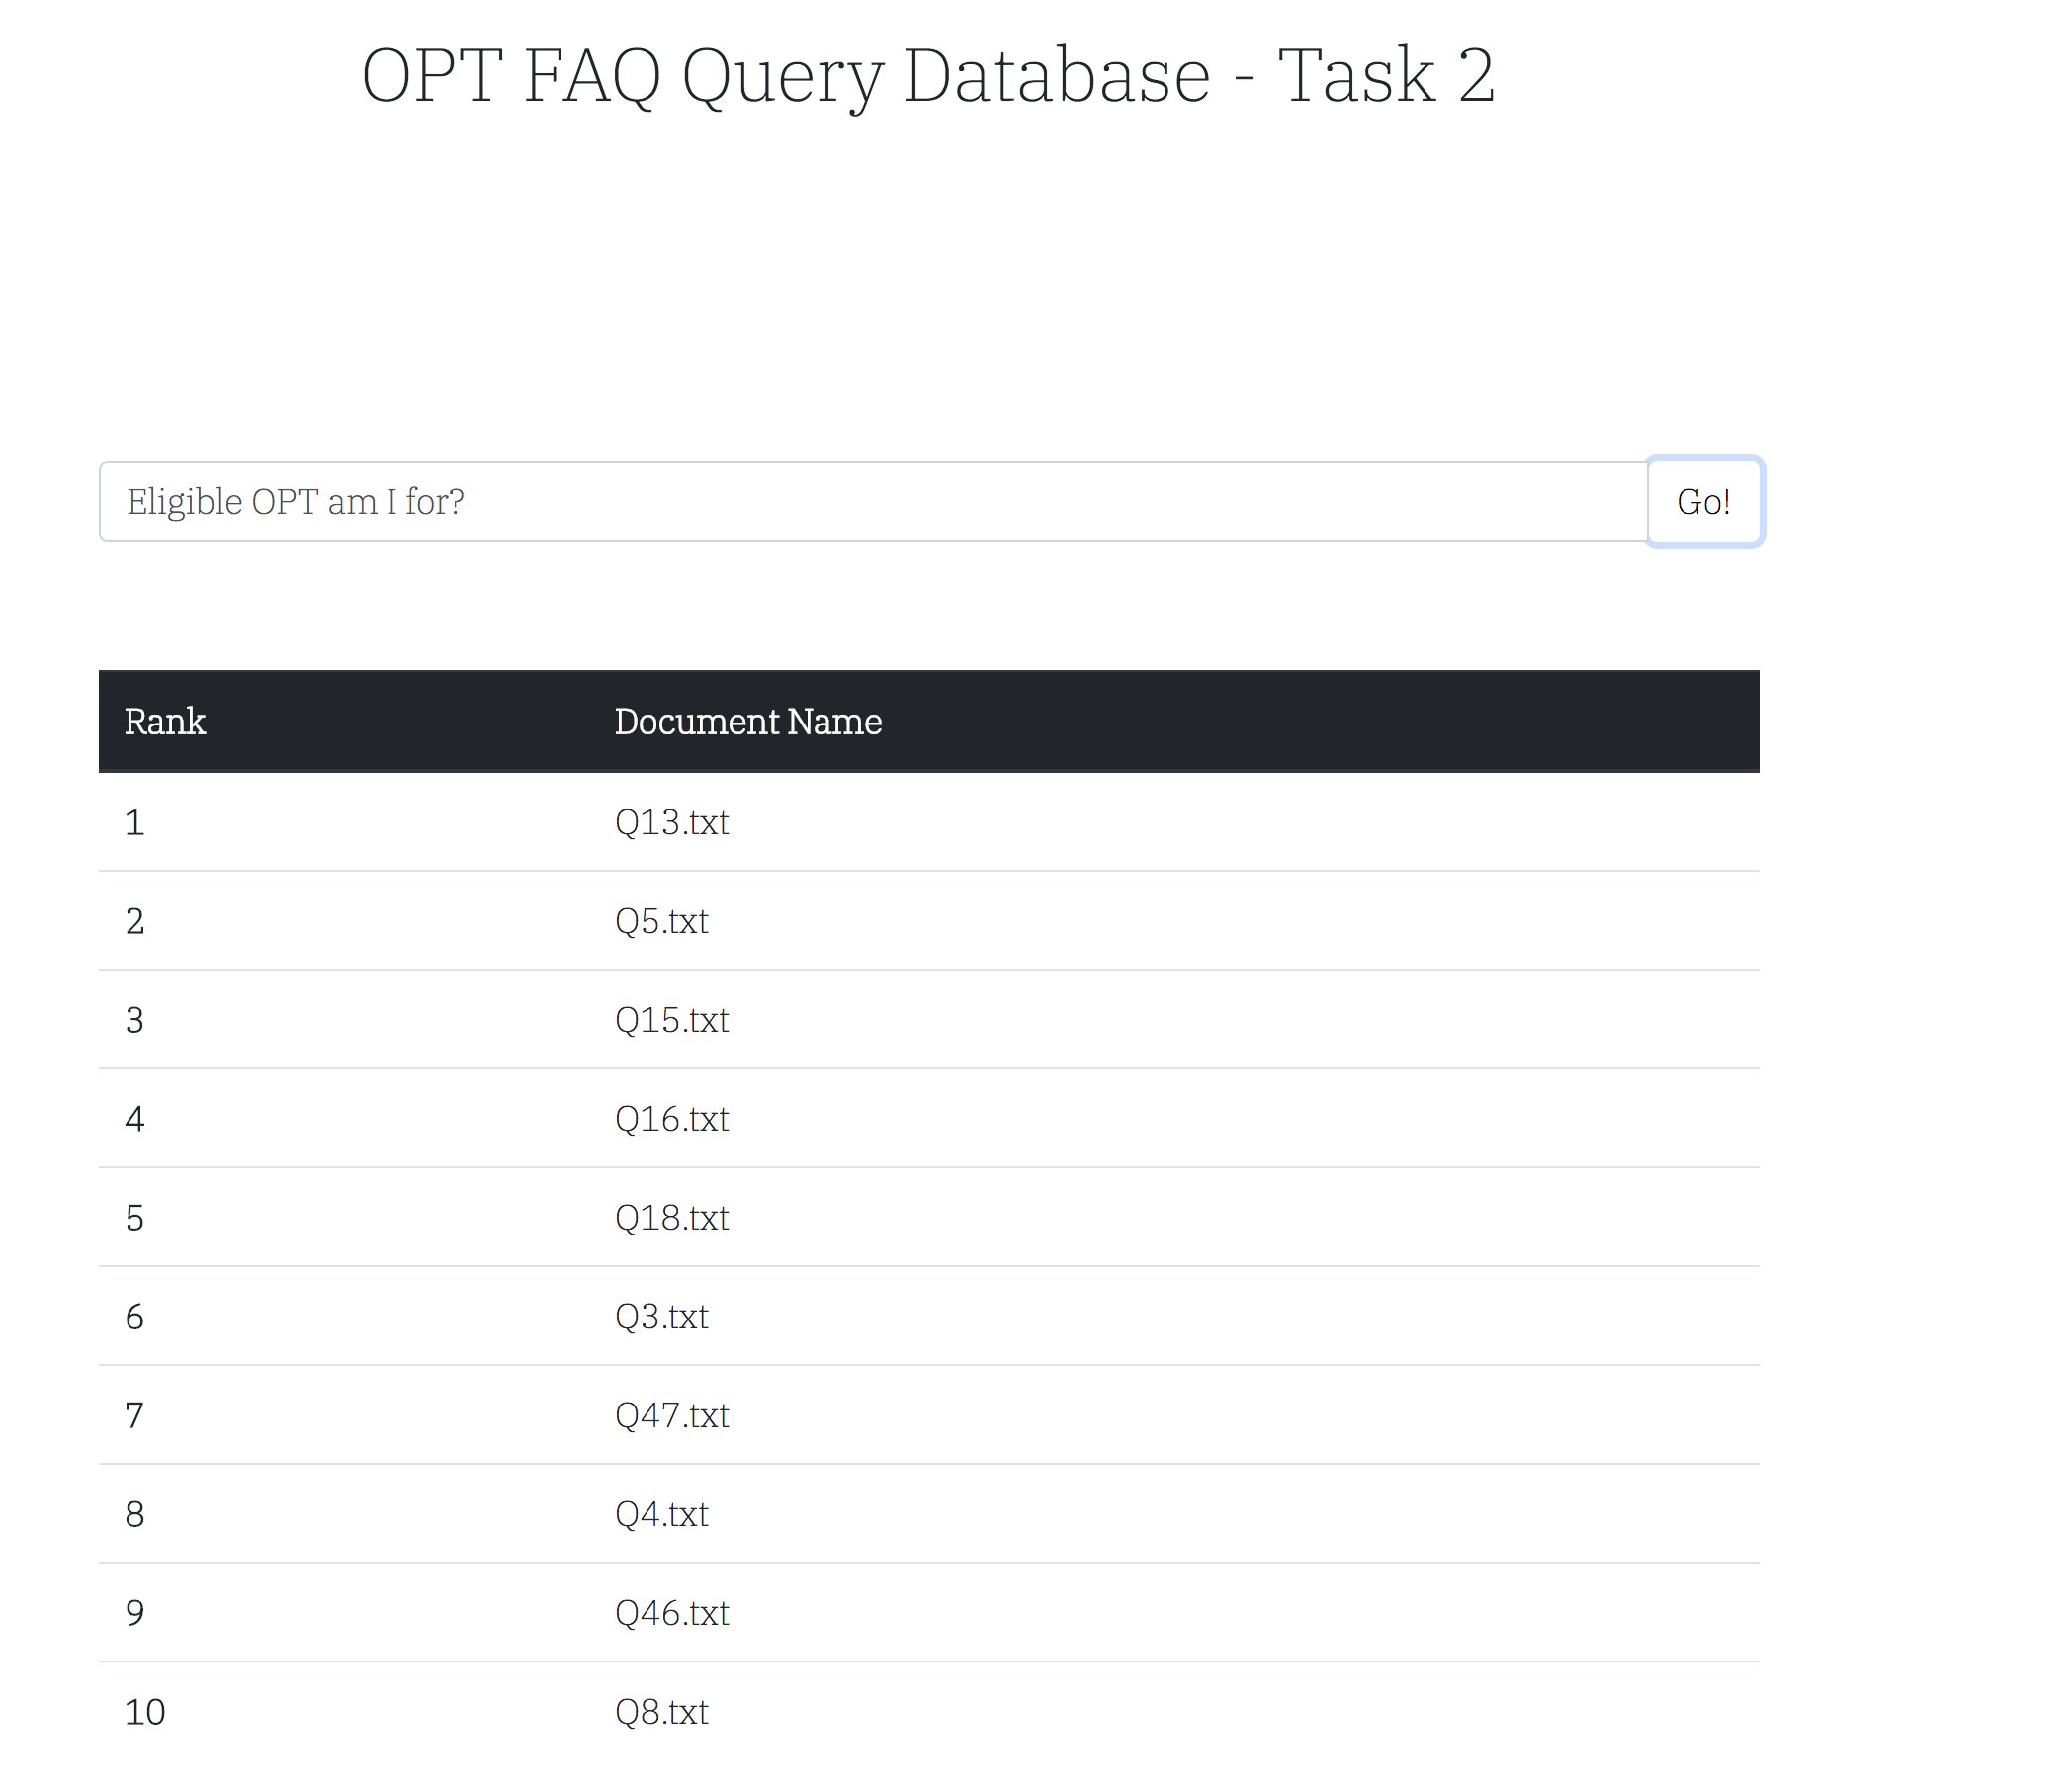 OPT FAQ Query Database - Task 2
Eligible OPT am I for? Go!
Rank Document Name
1 Q13.txt
2 Q5.txt
3 Q15.txt
4 Q16.txt
5 Q18.txt
6 Q3.txt
7 Q47.txt
8 Q4.txt
9 Q46.txt
10 Q8.txt